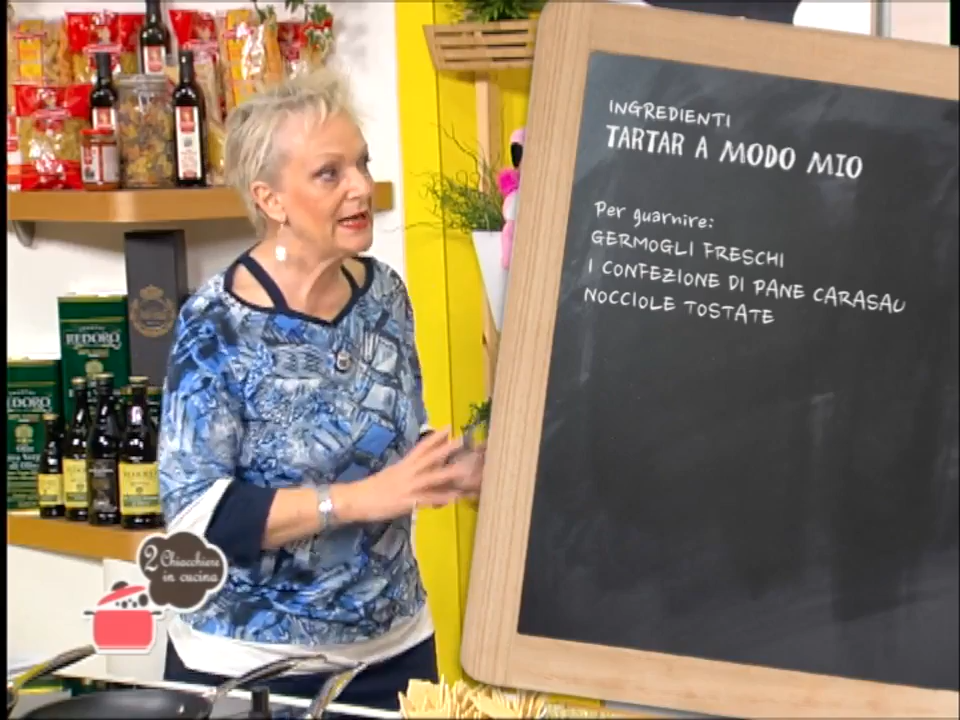 INGREDIENTI
TARTAR A MODO MIO
Per guarnire:
GERMOGLI FRESCHI
1 CONFEZIONE DI PANE CARASAU
NOCCIOLE TOSTATE
REDORO
2 Chiacchiere
in cucina